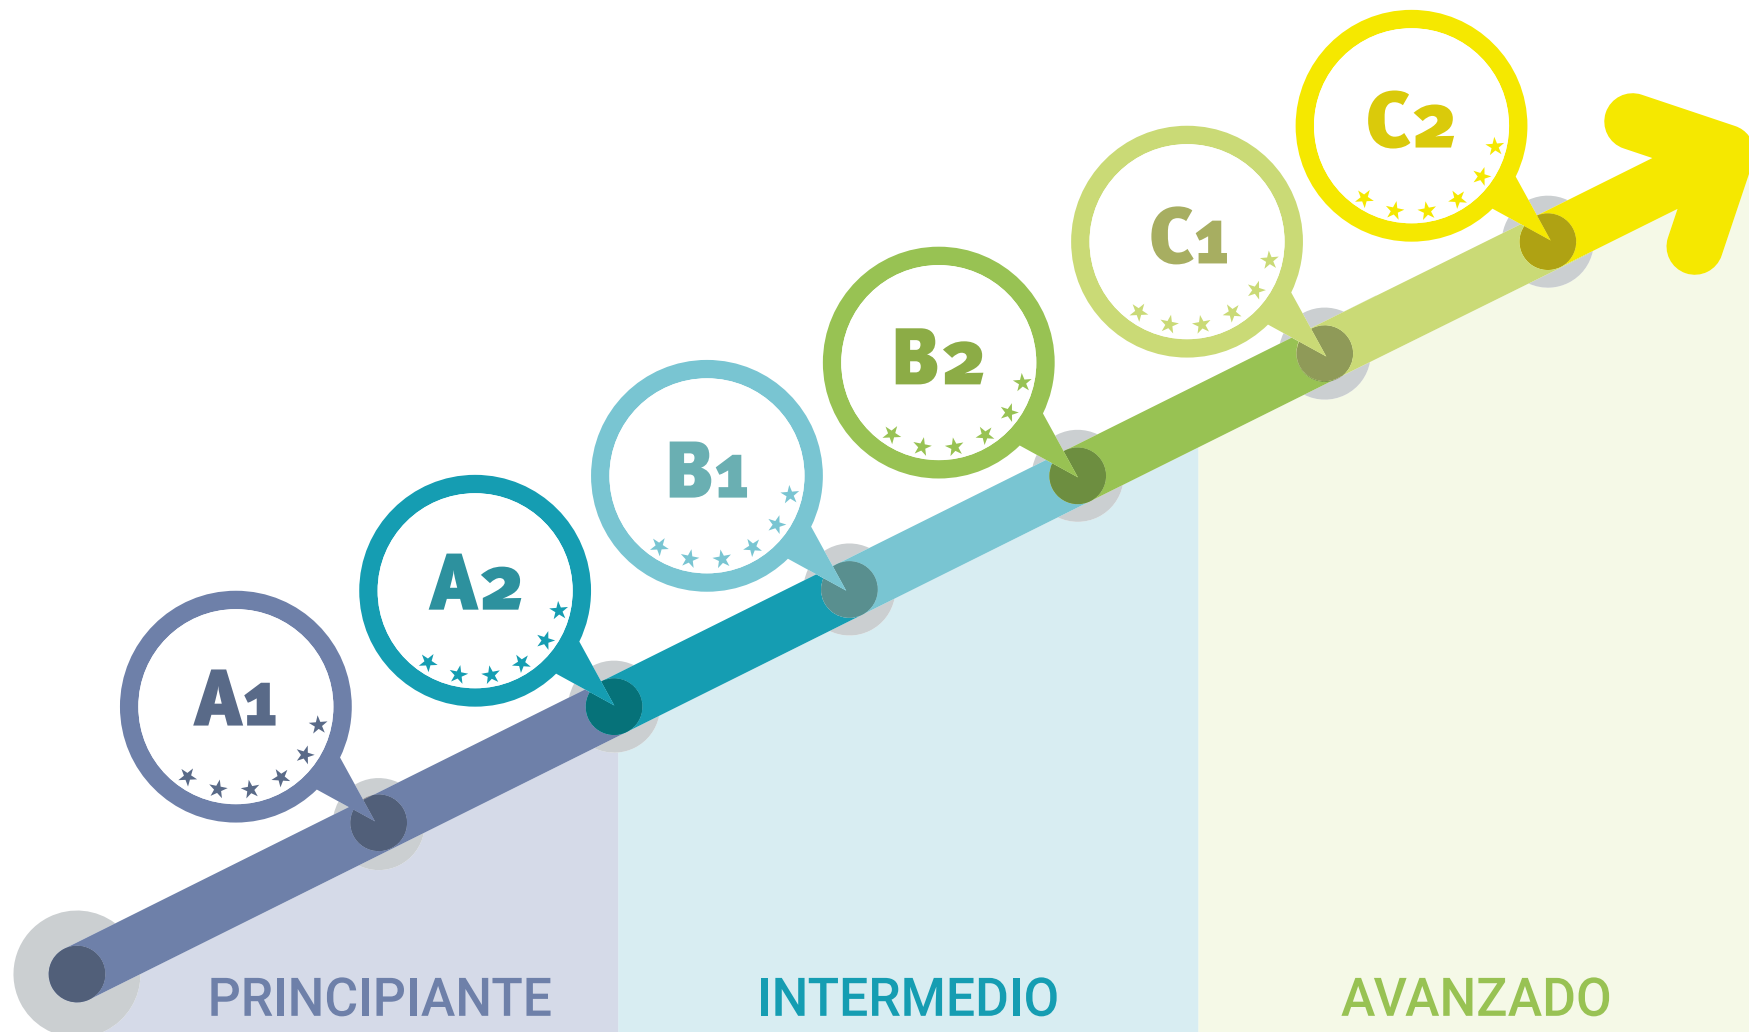 C2
C1
B2
B1
A2
A1
PRINCIPIANTE
INTERMEDIO
AVANZADO